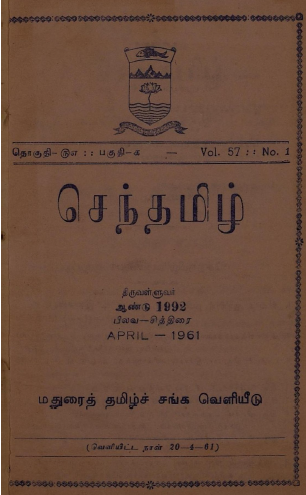 தொகுதி-௫௭ :: பகுதி-௧ — Vol. 57 :: No. 1
செந்தமிழ்
திருவள்ளுவர்
ஆண்டு 1992
பிலவ—சித்திரை
APRIL — 1961
மதுரைத் தமிழ்ச் சங்க வெளியீடு
(வெளியிட்ட நாள் 20-4-61)